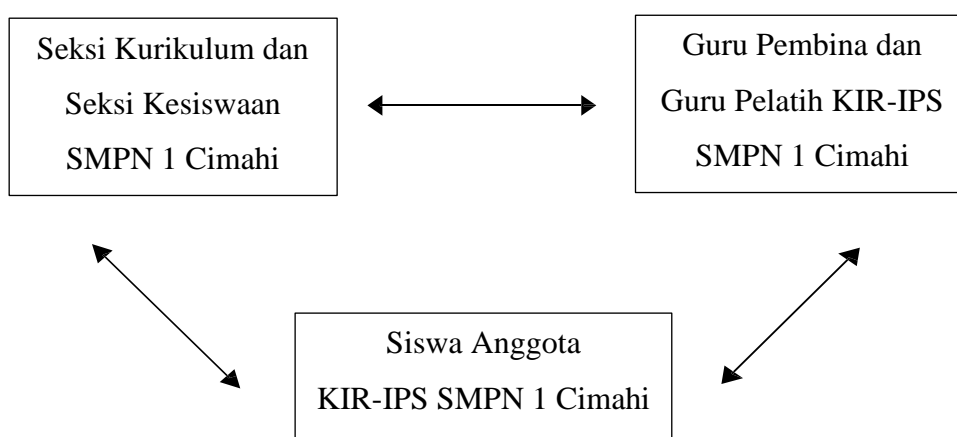 Seksi Kurikulum dan
Seksi Kesiswaan
SMPN 1 Cimahi
Guru Pembina dan
Guru Pelatih KIR-IPS
SMPN 1 Cimahi
Siswa Anggota
KIR-IPS SMPN 1 Cimahi